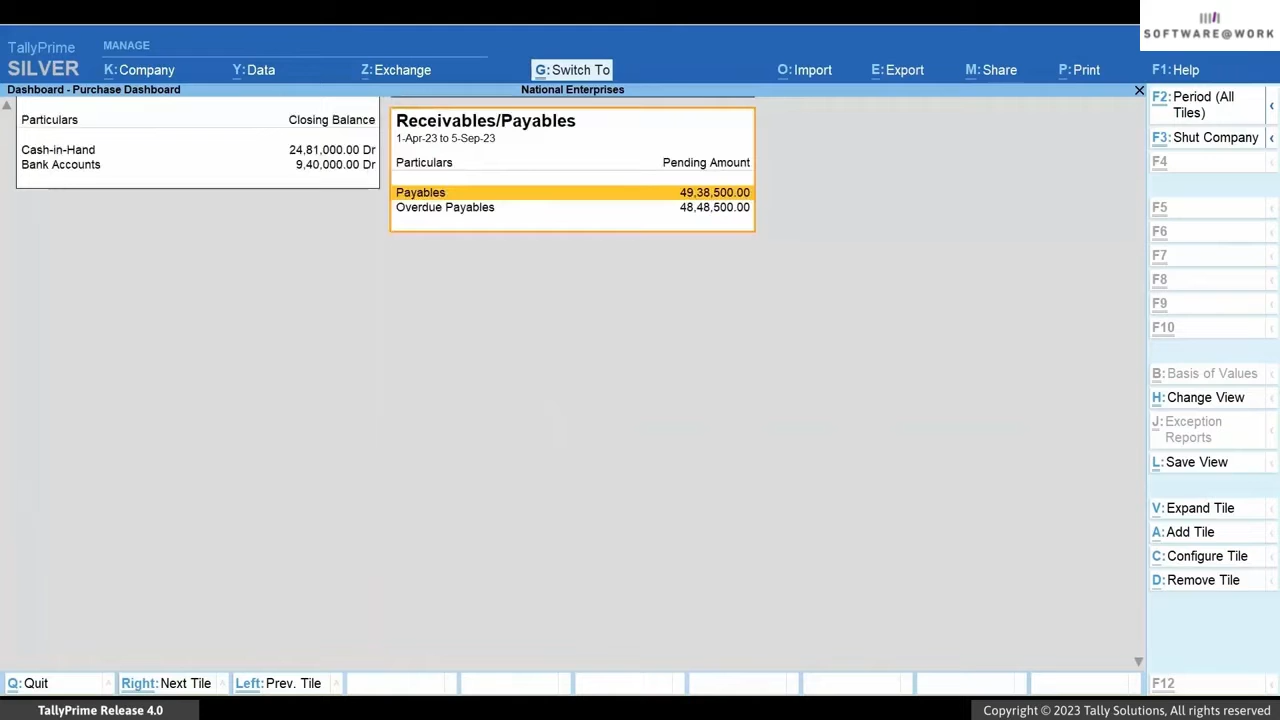 SOFTWARE@WORK
TallyPrime
SILVER
MANAGE
K:Company
Y:Data
Z:Exchange
G:Switch To
O:Import
E:Export
M:Share
P:Print
F1:Help
Dashboard - Purchase Dashboard
National Enterprises
Particulars Closing Balance
Cash-in-Hand 24,81,000.00 Dr
Bank Accounts 9,40,000.00 Dr
Receivables/Payables
1-Apr-23 to 5-Sep-23
Particulars Pending Amount
Payables 49,38,500.00
Overdue Payables 48,48,500.00
F2:Period (All
Tiles)
F3:Shut Company
F4
F5
F6
F7
F8
F9
F10
B:Basis of Values
H:Change View
J:Exception
Reports
L:Save View
V:Expand Tile
A:Add Tile
C:Configure Tile
D:Remove Tile
F12
Q:Quit
Right:Next Tile
Left:Prev. Tile
TallyPrime Release 4.0
Copyright © 2023 Tally Solutions, All rights reserved